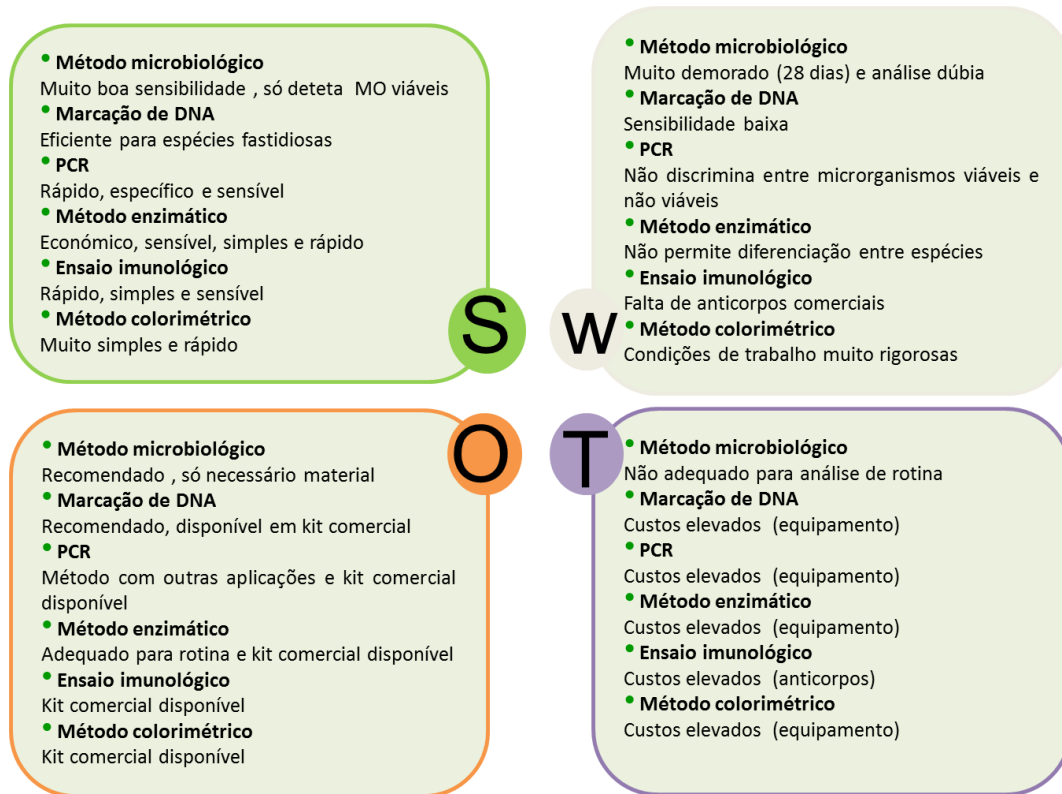 • Método microbiológico
Muito boa sensibilidade , só deteta MO viáveis
• Marcação de DNA
Eficiente para espécies fastidiosas
• PCR
Rápido, específico e sensível
• Método enzimático
Económico, sensível, simples e rápido
• Ensaio imunológico
Rápido, simples e sensível
• Método colorimétrico
Muito simples e rápido
S
• Método microbiológico
Muito demorado (28 dias) e análise dúbia
• Marcação de DNA
Sensibilidade baixa
• PCR
Não discrimina entre microrganismos viáveis e
não viáveis
• Método enzimático
Não permite diferenciação entre espécies
• Ensaio imunológico
Falta de anticorpos comerciais
• Método colorimétrico
Condições de trabalho muito rigorosas
w
• Método microbiológico
Recomendado , só necessário material
• Marcação de DNA
Recomendado, disponível em kit comercial
• PCR
Método com outras aplicações e kit comercial
disponível
• Método enzimático
Adequado para rotina e kit comercial disponível
• Ensaio imunológico
Kit comercial disponível
• Método colorimétrico
Kit comercial disponível
O
• Método microbiológico
Não adequado para análise de rotina
• Marcação de DNA
Custos elevados (equipamento)
• PCR
Custos elevados (equipamento)
• Método enzimático
Custos elevados (equipamento)
• Ensaio imunológico
Custos elevados (anticorpos)
• Método colorimétrico
Custos elevados (equipamento)
T